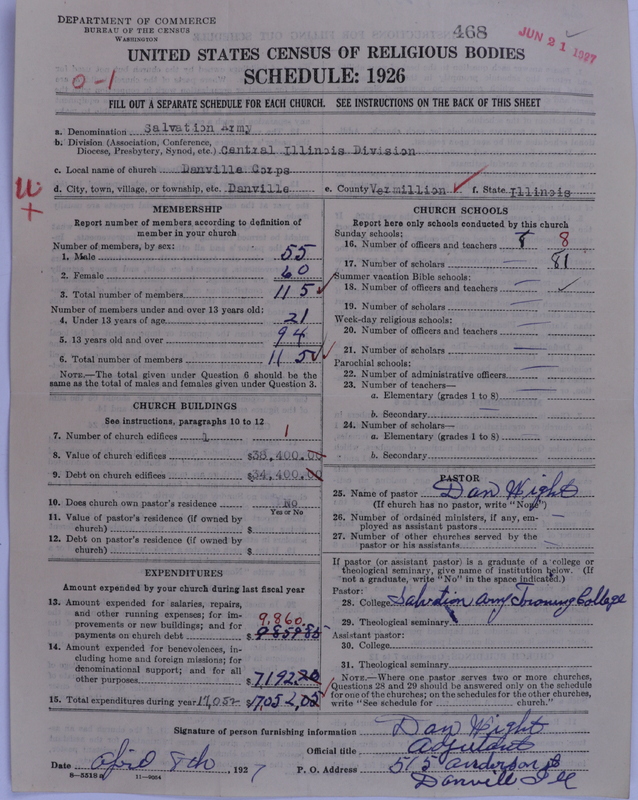 DEPARTMENT OF COMMERCE
BUREAU OF THE CENSUS
WASHINGTON
468
JUN 21 1927
UNITED STATES CENSUS OF RELIGIOUS BODIES
SCHEDULE: 1926
0-1
FILL OUT A SEPARATE SCHEDULE FOR EACH CHURCH. SEE INSTRUCTIONS ON THE BACK OF THIS SHEET
a. Denomination Salvation Army
b. Division (Association, Conference,
Diocese, Presbytery, Synod, etc.) Central Illinois Division
c. Local name of church Danville Corps
d. City, town, village, or township, etc. Danville e. County Vermillion f. State Illinois
MEMBERSHIP
Report number of members according to definition of
member in your church.
Number of members, by sex:
1. Male 55
2. Female 60
3. Total number of members 115
Number of members under and over 13 years old:
4. Under 13 years of age 21
5. 13 years old and over 94
6. Total number of members 115
NOTE.—The total given under Question 6 should be the
same as the total of males and females given under Question 3.
CHURCH BUILDINGS
See instructions, paragraphs 10 to 12
7. Number of church edifices 1 1
8. Value of church edifices $38,400.00
9. Debt on church edifices $34,400.00
10. Does church own pastor's residence No
Yes or No
11. Value of pastor's residence (if owned by
church) $
12. Debt on pastor's residence (if owned by
church) $
EXPENDITURES
Amount expended by your church during last fiscal year
13. Amount expended for salaries, repairs,
and other running expenses; for im-
provements or new buildings; and for
payments on church debt $ 9,860. 985985
14. Amount expended for benevolences, in-
cluding home and foreign missions; for
denominational support; and for all
other purposes $ 719220
15. Total expenditures during year 17,052 $17052.05
CHURCH SCHOOLS
Report here only schools conducted by this church
Sunday schools:
16. Number of officers and teachers 8 8
17. Number of scholars 81
Summer vacation Bible schools:
18. Number of officers and teachers
19. Number of scholars
Week-day religious schools:
20. Number of officers and teachers
21. Number of scholars
Parochial schools:
22. Number of administrative officers
23. Number of teachers—
a. Elementary (grades 1 to 8)
b. Secondary
24. Number of scholars—
a. Elementary (grades 1 to 8)
b. Secondary
PASTOR
25. Name of pastor Dan Hight
(If church has no pastor, write "None")
26. Number of ordained ministers, if any, em-
ployed as assistant pastors
27. Number of other churches served by the
pastor or his assistants
If pastor (or assistant pastor) is a graduate of a college or
theological seminary, give name of institution below. (If
not a graduate, write "No" in the space indicated.)
Pastor:
28. College Salvation Army Training College
29. Theological seminary
Assistant pastor:
30. College
31. Theological seminary
NOTE.—Where one pastor serves two or more churches,
Questions 28 and 29 should be answered only on the schedule
for one of the churches; on the schedules for the other churches,
write "See schedule for church."
Signature of person furnishing information Dan Hight
Official title Adjutant
Date April 8th, 1927 P. O. Address 515 Anderson St
Danville Ill
8—5518 a 11—9064